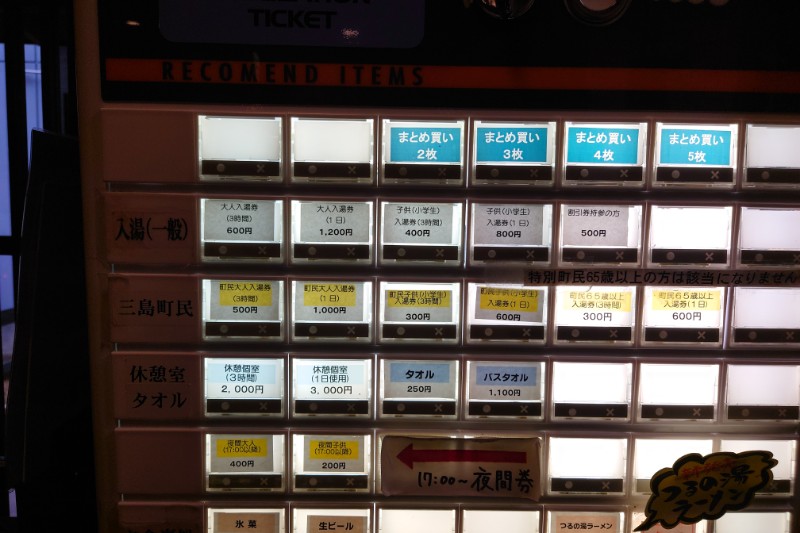 TICKET
RECOMEND ITEMS
まとめ買い
2枚
まとめ買い
3枚
まとめ買い
4枚
まとめ買い
5枚
入湯(一般)
大人入湯券
(3時間)
600円
大人入湯券
(1日)
1,200円
子供(小学生)
入湯券(3時間)
400円
子供(小学生)
入湯券(1日)
800円
割引券持参の方
500円
特別町民65歳以上の方は該当になりません
三島町民
町民大人入湯券
(3時間)
500円
町民大人入湯券
(1日)
1,000円
町民子供(小学生)
入湯券(3時間)
300円
町民子供(小学生)
入湯券(1日)
600円
町民65歳以上
入湯券(3時間)
300円
町民65歳以上
入湯券(1日)
600円
休憩室
タオル
休憩個室
(3時間)
2,000円
休憩個室
(1日使用)
3,000円
タオル
250円
バスタオル
1,100円
夜間大人
(17:00以降)
400円
夜間子供
(17:00以降)
200円
17:00~夜間券
つるの湯
ラーメン
氷菓
生ビール
つるの湯ラーメン